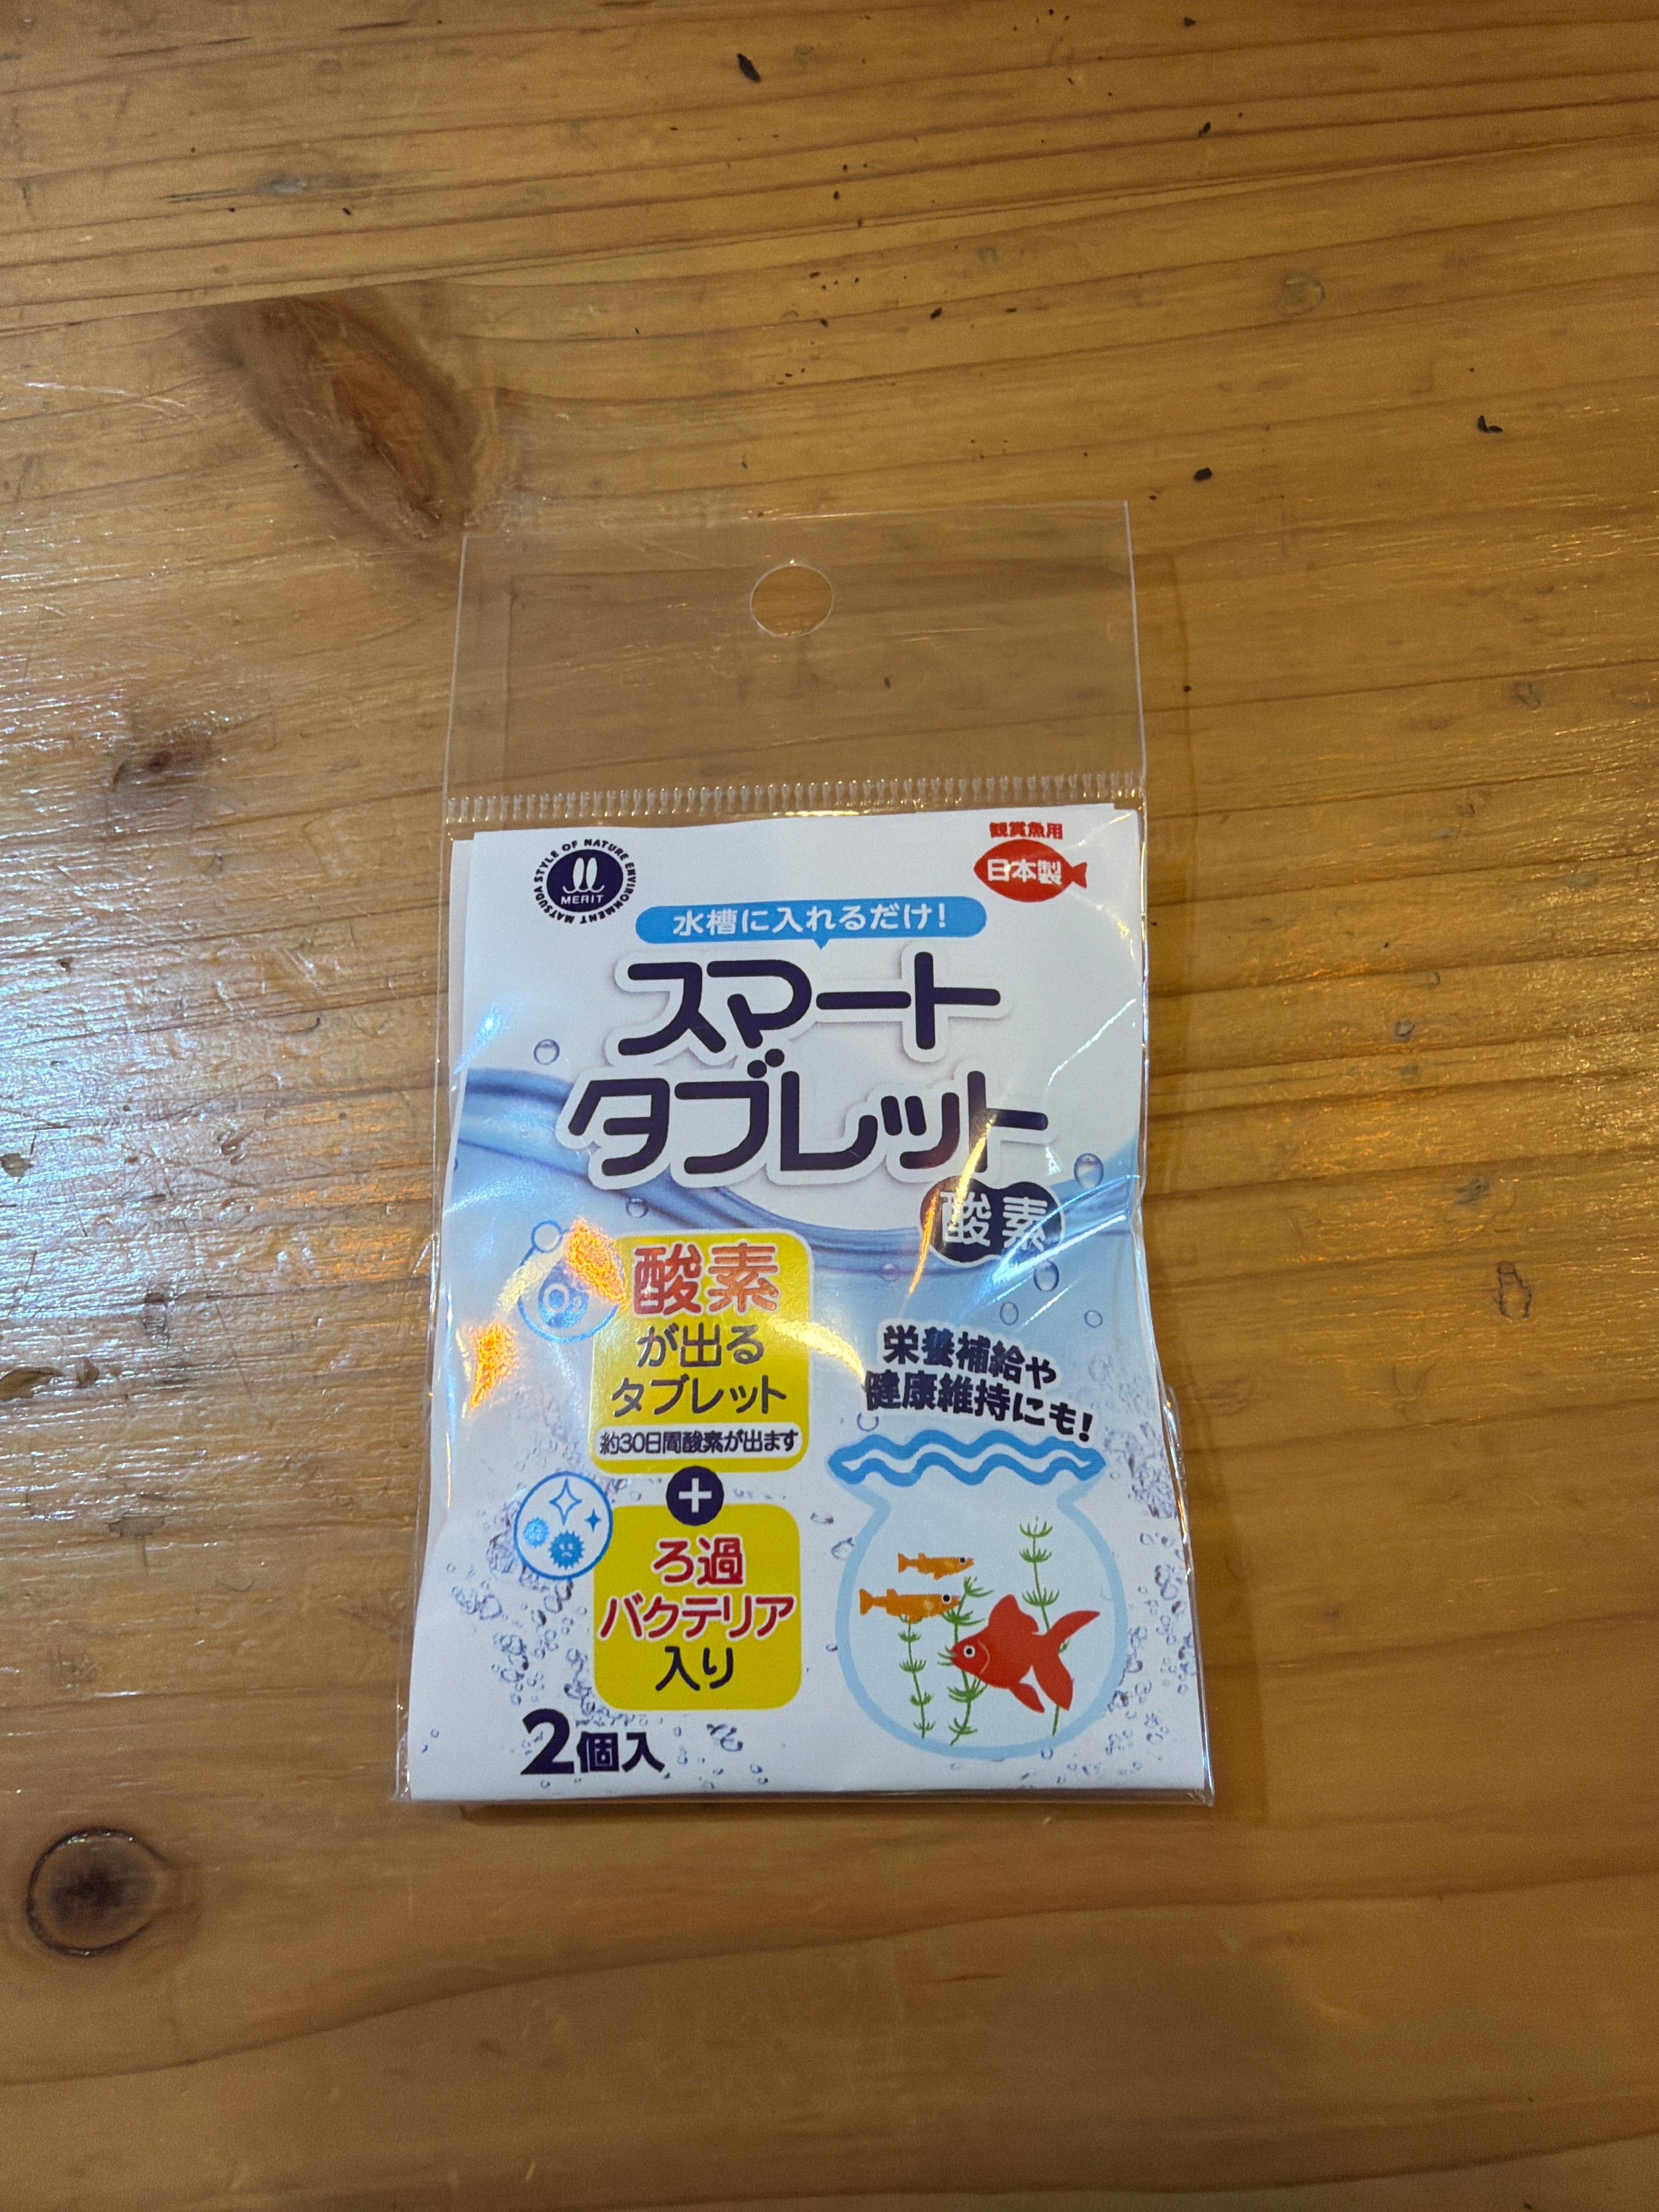 MATSUDA STYLE OF NATURE ENVIRONMENT
MERIT
観賞魚用
日本製
水槽に入れるだけ!
スマート
タブレット
酸素
酸素
が出る
タブレット
約30日間酸素が出ます
+
ろ過
バクテリア
入り
栄養補給や
健康維持にも!
2個入